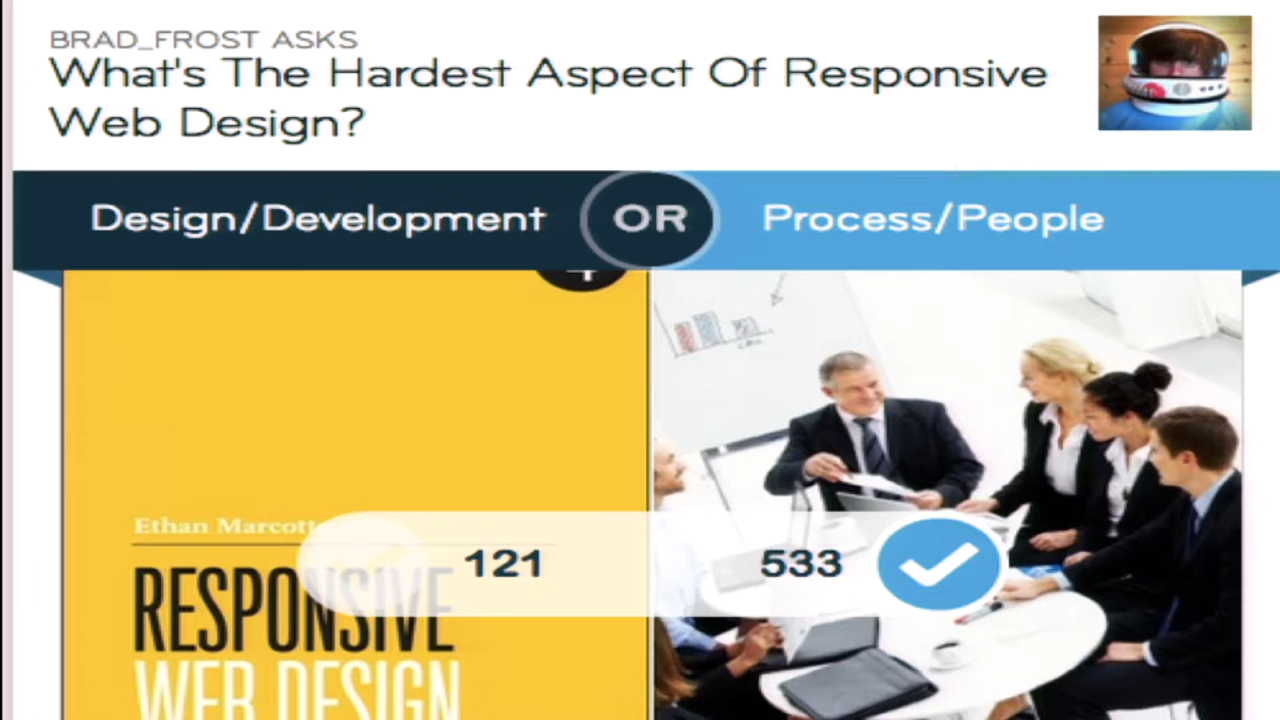 BRAD_FROST ASKS
What's The Hardest Aspect Of Responsive
Web Design?
Design/Development
OR
Process/People
Ethan Marcott
121
533
RESPONSIVE
WEB DESIGN